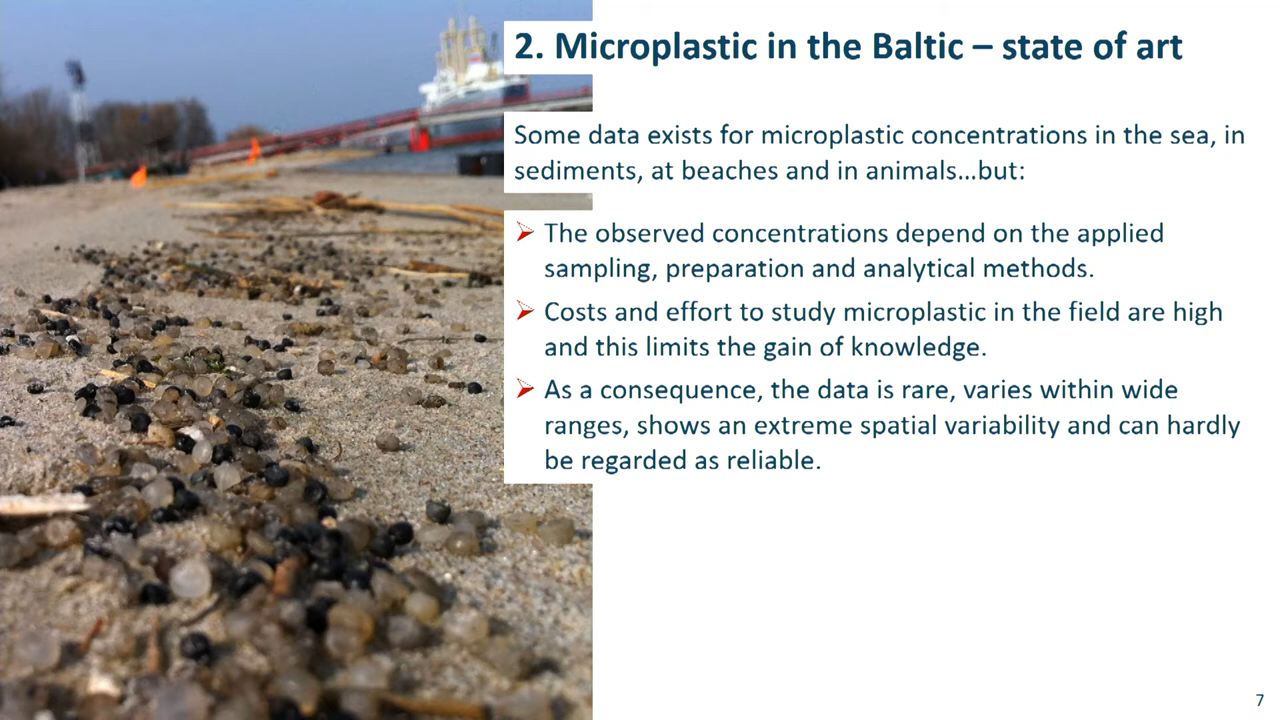 2. Microplastic in the Baltic – state of art
Some data exists for microplastic concentrations in the sea, in
sediments, at beaches and in animals...but:
The observed concentrations depend on the applied
sampling, preparation and analytical methods.
Costs and effort to study microplastic in the field are high
and this limits the gain of knowledge.
As a consequence, the data is rare, varies within wide
ranges, shows an extreme spatial variability and can hardly
be regarded as reliable.
7